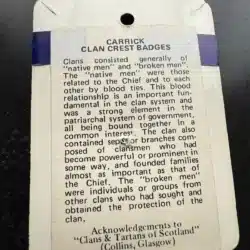 CARRICK
CLAN CREST BADGES
Clans consisted generally of
"native men" and "broken men".
The "native men" were those
related to the Chief and to each
other by blood ties. This blood
relationship is an important fun-
damental in the clan system and
was a strong element in the
patriarchal system of government,
all being bound together in a
common interest. The clan also
contained septs or branches com-
posed of clansmen who had
become powerful or prominent in
some way, and founded families
almost as important as that of
the Chief. The "broken men"
were individuals or groups from
other clans who had sought and
obtained the protection of the
clan.
Acknowledgements to
"Clans & Tartans of Scotland"
(Collins, Glasgow)